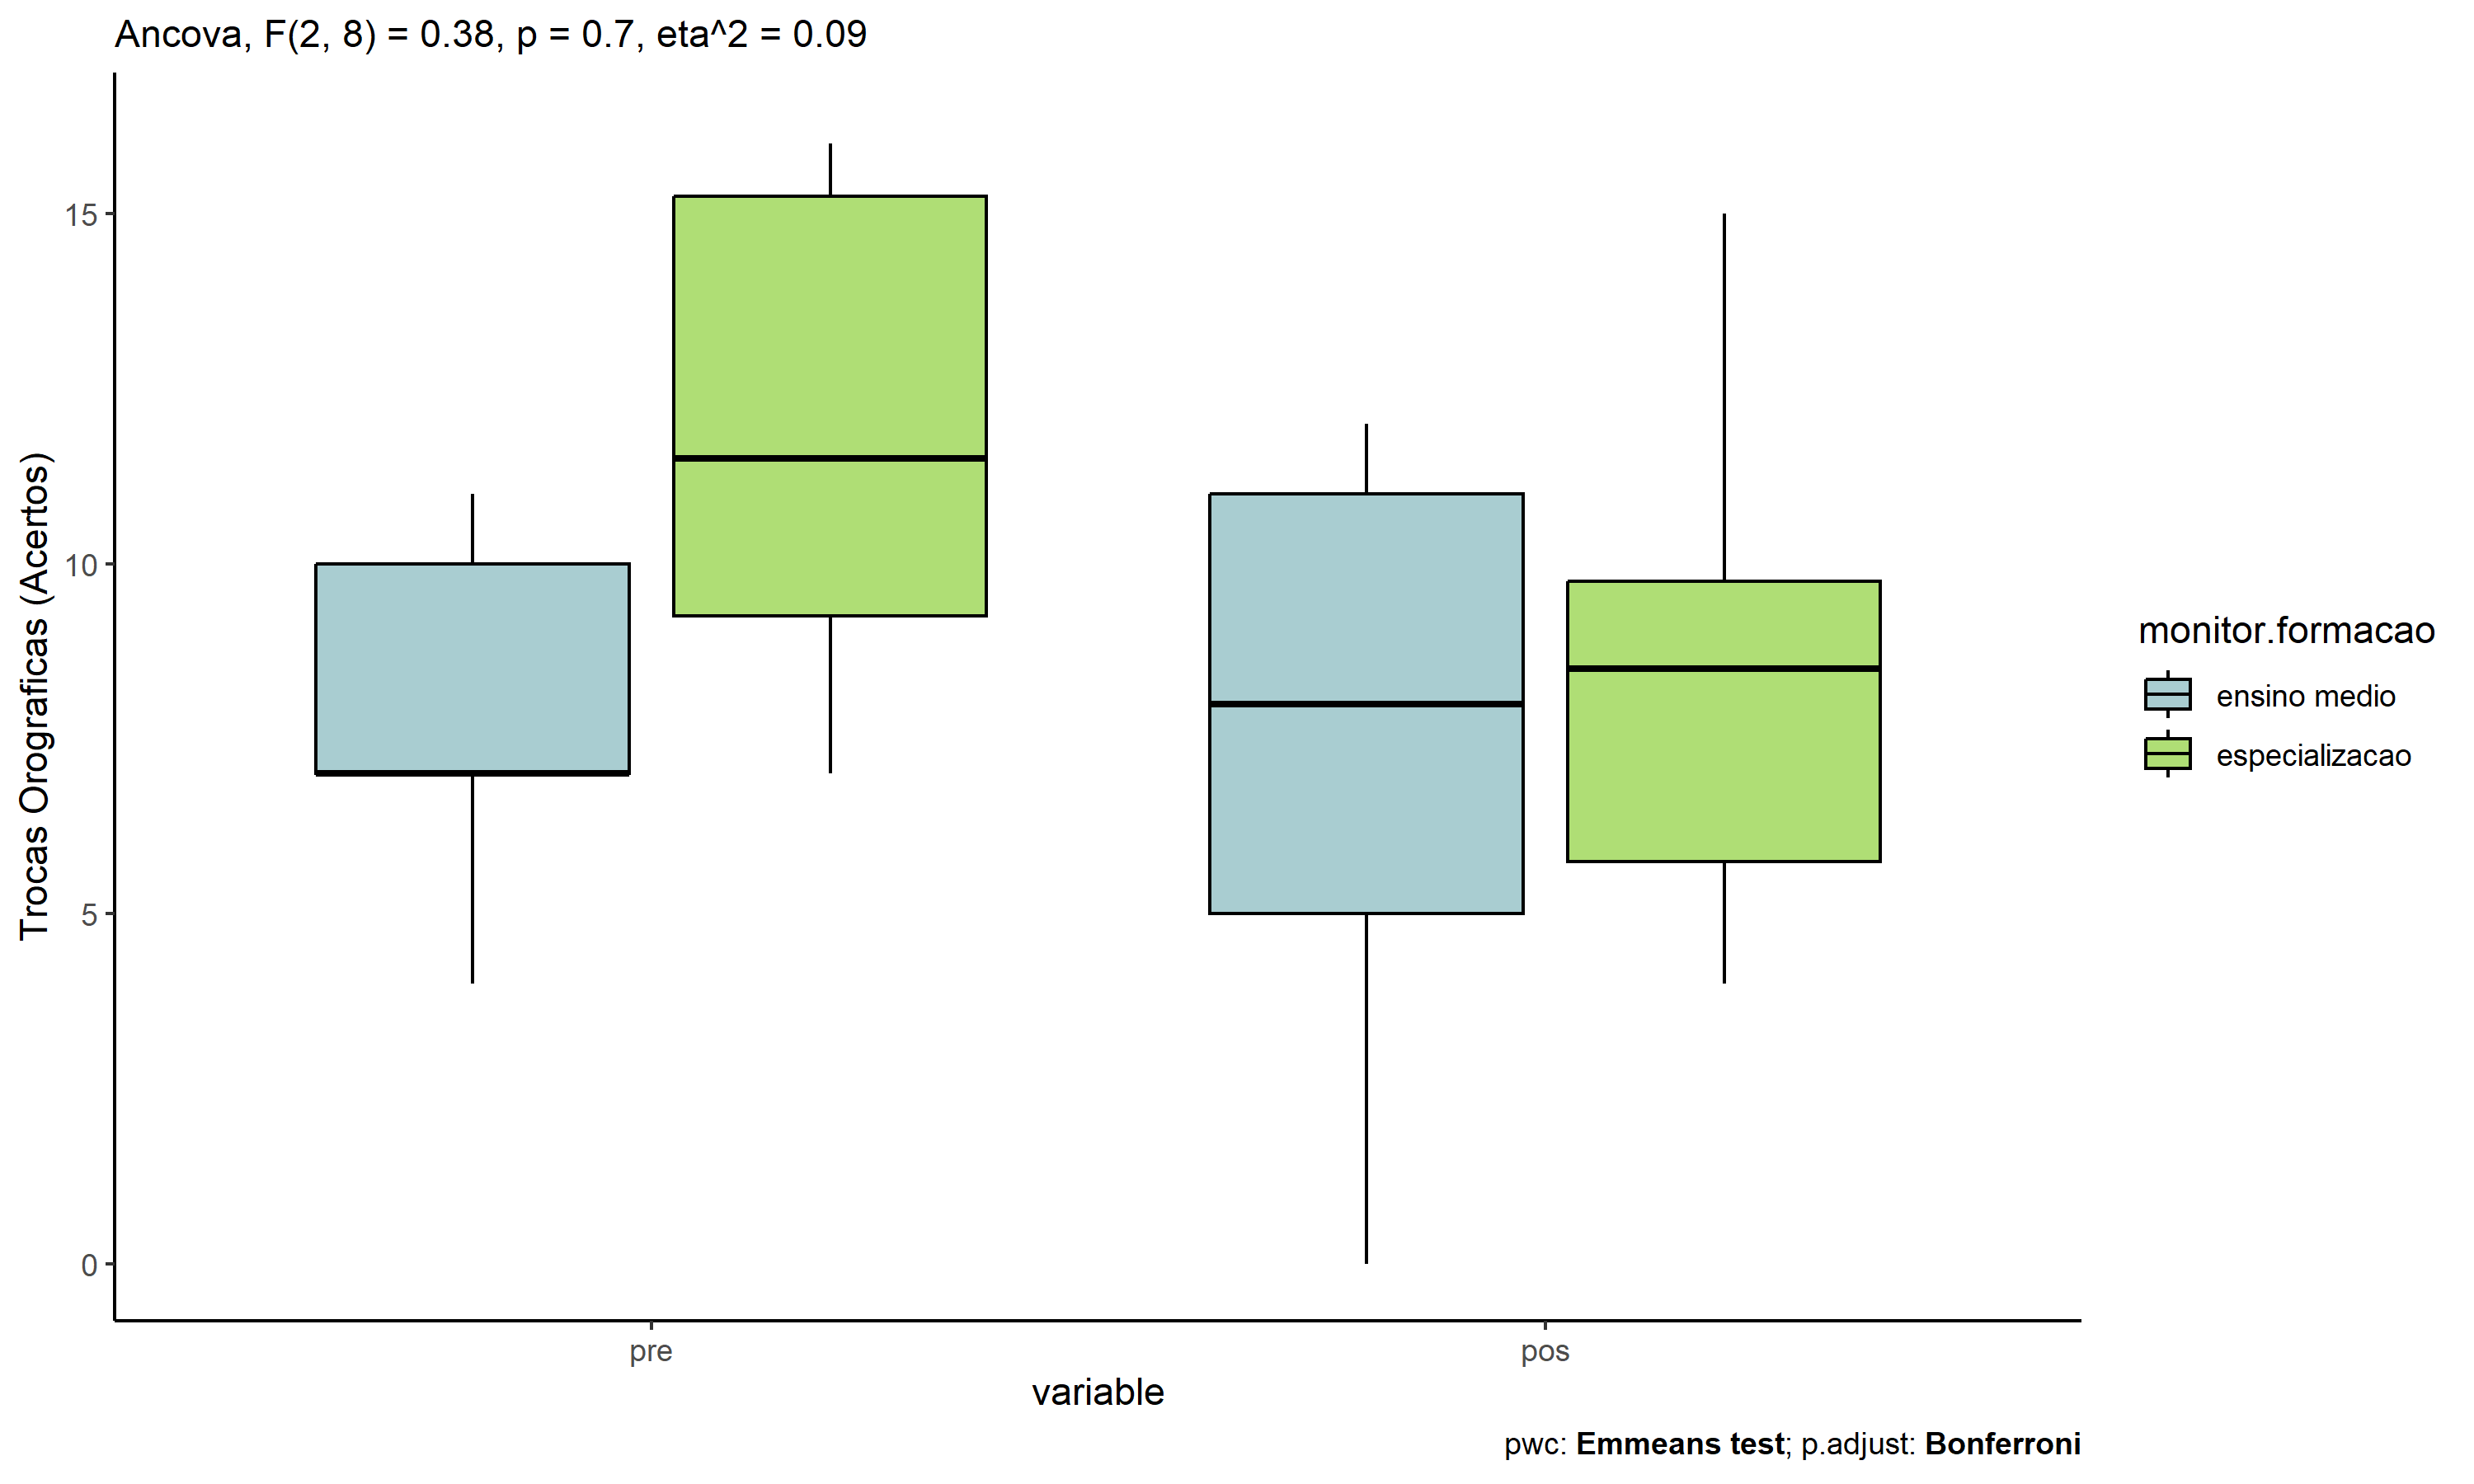 Ancova, F(2, 8) = 0.38, p = 0.7, eta^2 = 0.09
Trocas Orograficas (Acertos)
15
10
5
0
pre
pos
variable
monitor.formacao
ensino medio
especializacao
pwc: Emmeans test; p.adjust: Bonferroni